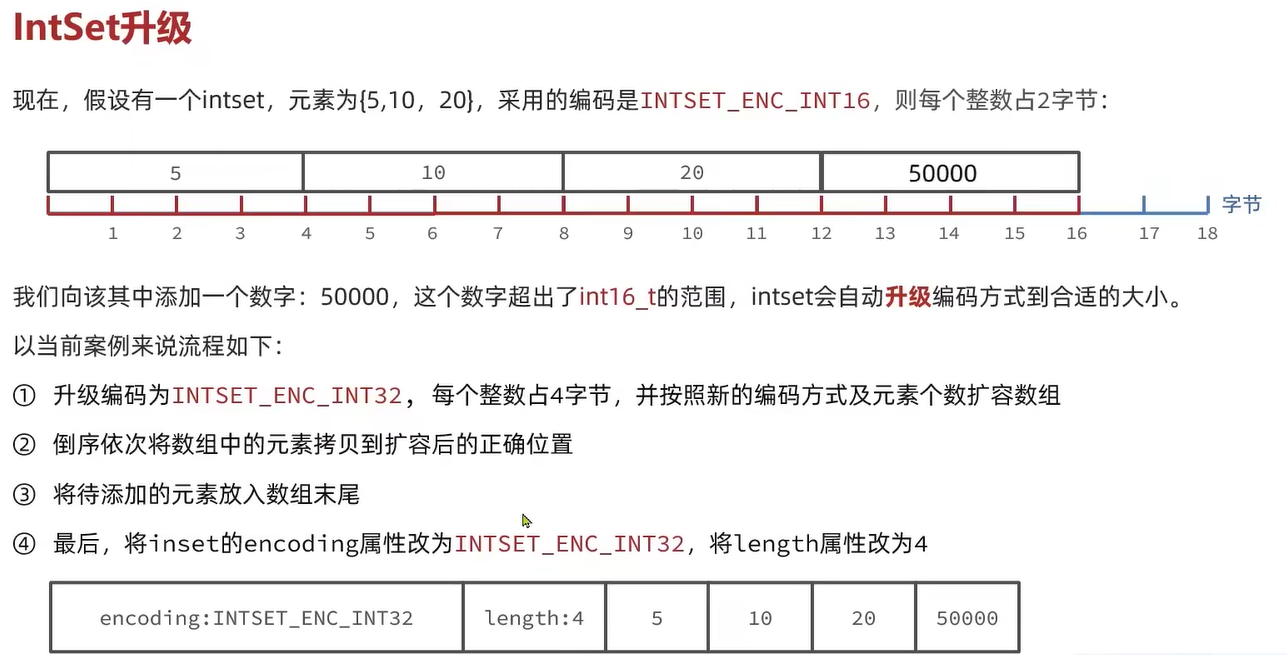 IntSet升级
现在，假设有一个intset，元素为{5,10，20}，采用的编码是INTSET_ENC_INT16，则每个整数占2字节：
5 10 20 50000
字节
1 2 3 4 5 6 7 8 9 10 11 12 13 14 15 16 17 18
我们向该其中添加一个数字：50000，这个数字超出了int16_t的范围，intset会自动升级编码方式到合适的大小。
以当前案例来说流程如下：
① 升级编码为INTSET_ENC_INT32，每个整数占4字节，并按照新的编码方式及元素个数扩容数组
② 倒序依次将数组中的元素拷贝到扩容后的正确位置
③ 将待添加的元素放入数组末尾
④ 最后，将inset的encoding属性改为INTSET_ENC_INT32，将length属性改为4
encoding:INTSET_ENC_INT32 length:4 5 10 20 50000